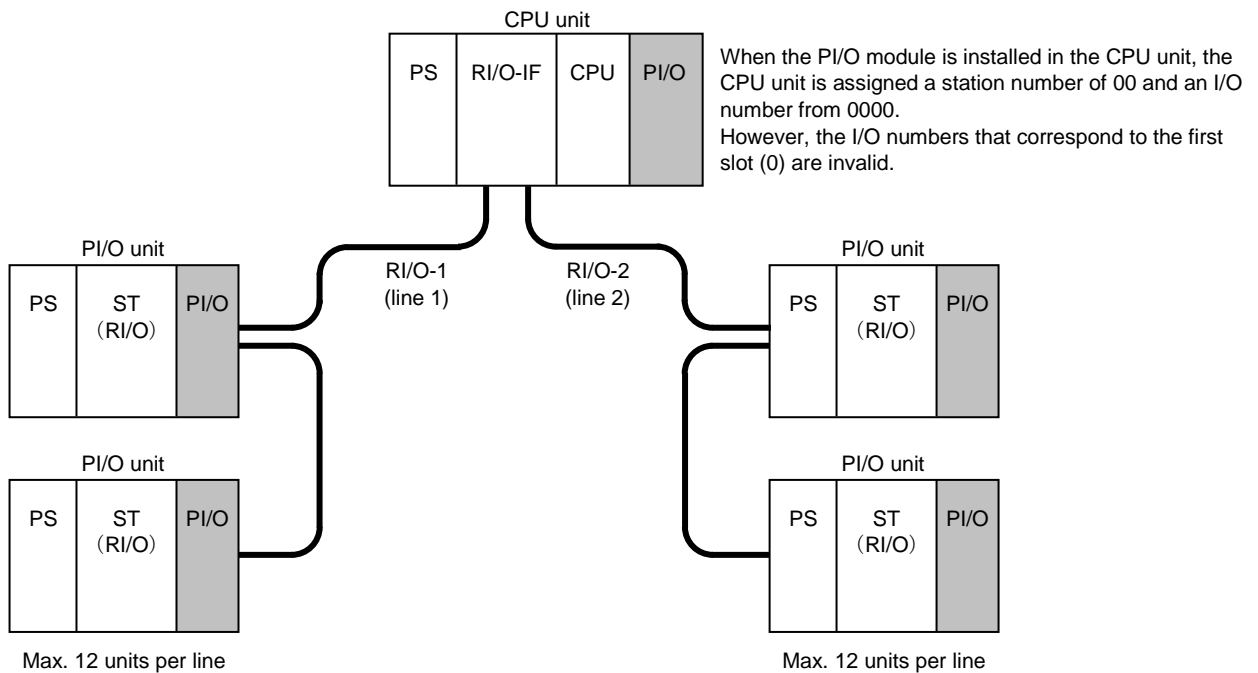 CPU unit
PS
RI/O-IF
CPU
PI/O
When the PI/O module is installed in the CPU unit, the
CPU unit is assigned a station number of 00 and an I/O
number from 0000.
However, the I/O numbers that correspond to the first
slot (0) are invalid.
RI/O-1
(line 1)
RI/O-2
(line 2)
PI/O unit
PS
ST
（RI/O）
PI/O
PI/O unit
PS
ST
（RI/O）
PI/O
PI/O unit
PS
ST
（RI/O）
PI/O
PI/O unit
PS
ST
（RI/O）
PI/O
Max. 12 units per line
Max. 12 units per line